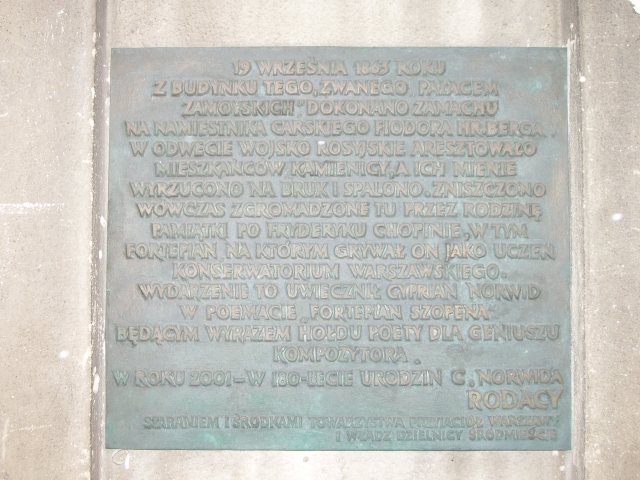 19 WRZEŚNIA 1863 ROKU
Z BUDYNKU TEGO, ZWANEGO „PAŁACEM
ZAMOYSKICH", DOKONANO ZAMACHU
NA NAMIESTNIKA CARSKIEGO FIODORA HR. BERGA.
W ODWECIE WOJSKO ROSYJSKIE ARESZTOWAŁO
MIESZKAŃCÓW KAMIENICY, A ICH MIENIE
WYRZUCONO NA BRUK I SPALONO. ZNISZCZONO
WÓWCZAS ZGROMADZONE TU PRZEZ RODZINĘ
PAMIĄTKI PO FRYDERYKU CHOPINIE, W TYM
FORTEPIAN, NA KTÓRYM GRYWAŁ ON JAKO UCZEŃ
KONSERWATORIUM WARSZAWSKIEGO.
WYDARZENIE TO UWIECZNIŁ CYPRIAN NORWID
W POEMACIE „FORTEPIAN SZOPENA"
BĘDĄCYM WYRAZEM HOŁDU POETY DLA GENIUSZU
KOMPOZYTORA.
W ROKU 2001 – W 180-LECIE URODZIN C. NORWIDA
RODACY
STARANIEM I ŚRODKAMI TOWARZYSTWA PRZYJACIÓŁ WARSZAWY
I WŁADZ DZIELNICY ŚRÓDMIEŚCIE